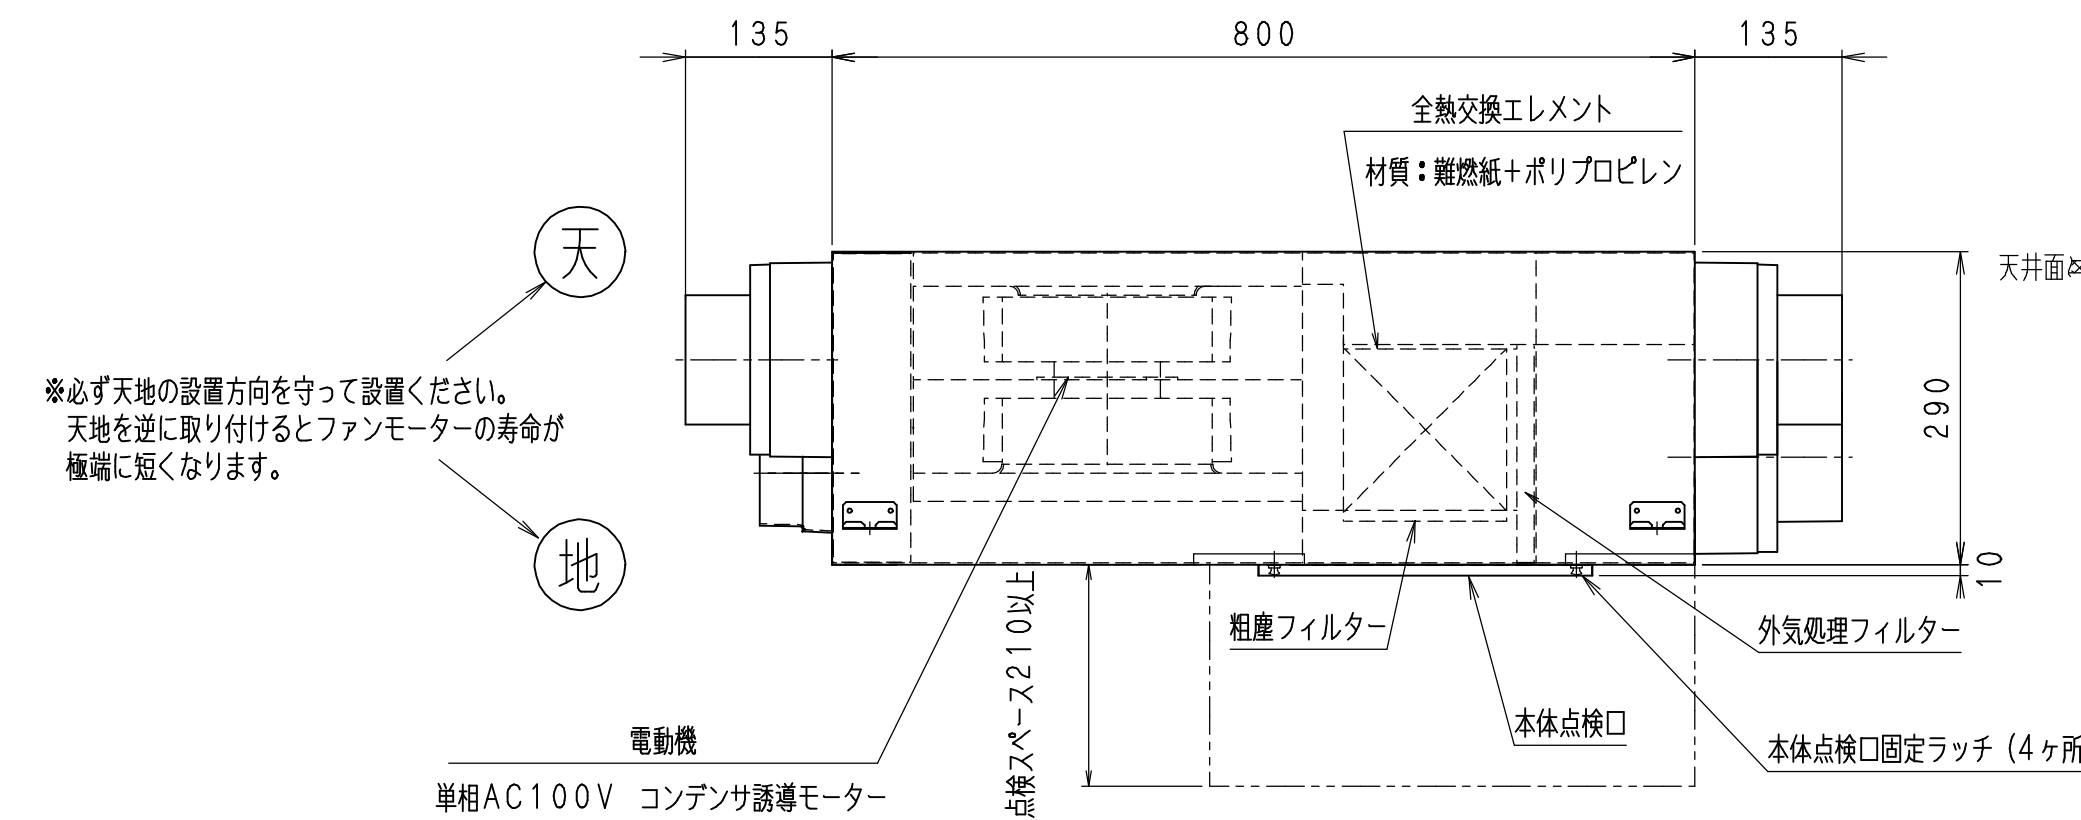 135
800
135
全熱交換エレメント
材質：難燃紙＋ポリプロピレン
天
天井面
※必ず天地の設置方向を守って設置ください。
天地を逆に取り付けるとファンモーターの寿命が
極端に短くなります。
290
10
地
点検スペース210以上
粗塵フィルター
外気処理フィルター
本体点検口
電動機
本体点検口固定ラッチ（4ヶ所
単相AC100V　コンデンサ誘導モーター